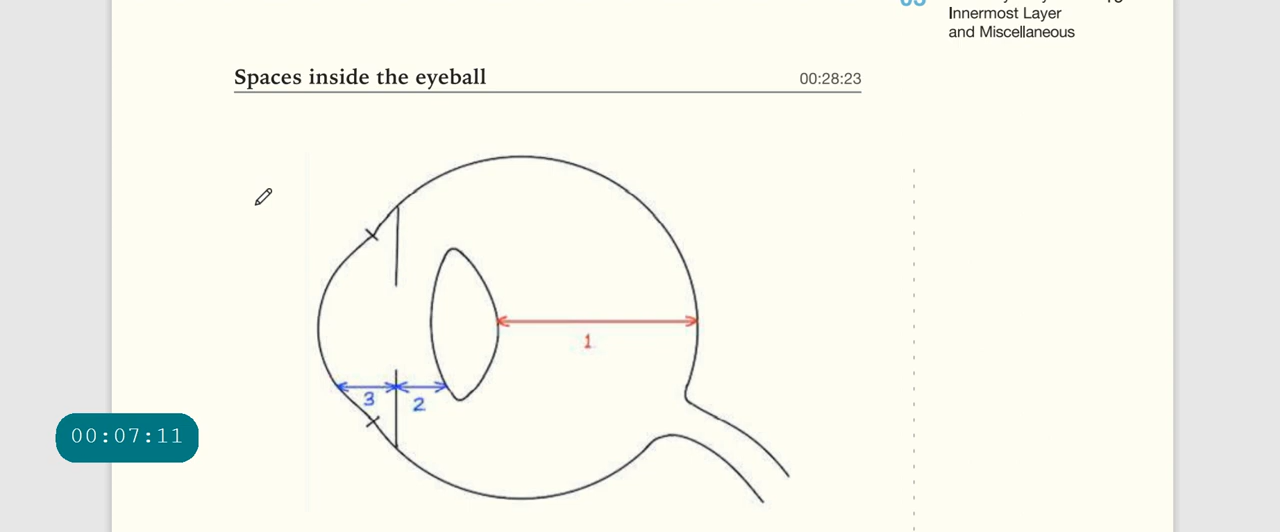 Innermost Layer
and Miscellaneous
Spaces inside the eyeball 00:28:23
1
3
2
00:07:11